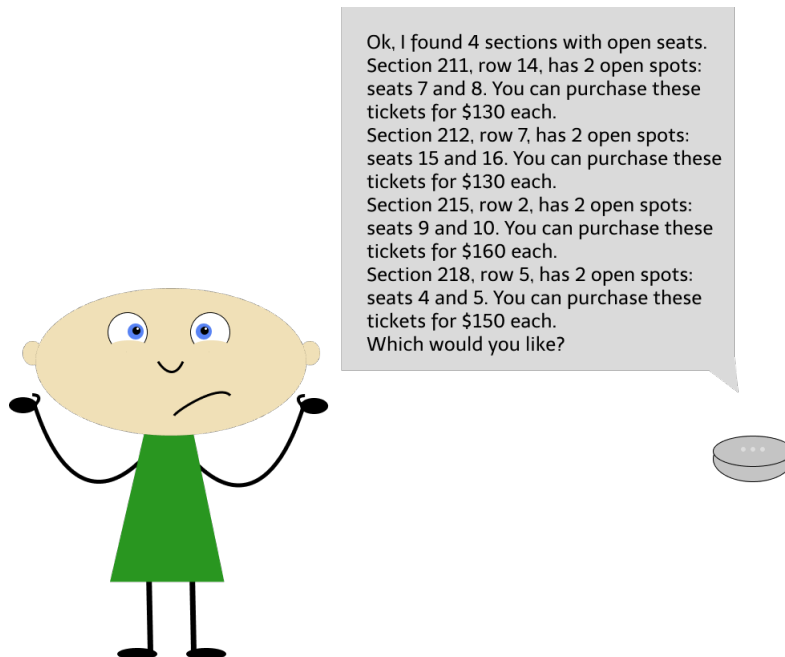 Ok, I found 4 sections with open seats.
Section 211, row 14, has 2 open spots:
seats 7 and 8. You can purchase these
tickets for $130 each.
Section 212, row 7, has 2 open spots:
seats 15 and 16. You can purchase these
tickets for $130 each.
Section 215, row 2, has 2 open spots:
seats 9 and 10. You can purchase these
tickets for $160 each.
Section 218, row 5, has 2 open spots:
seats 4 and 5. You can purchase these
tickets for $150 each.
Which would you like?